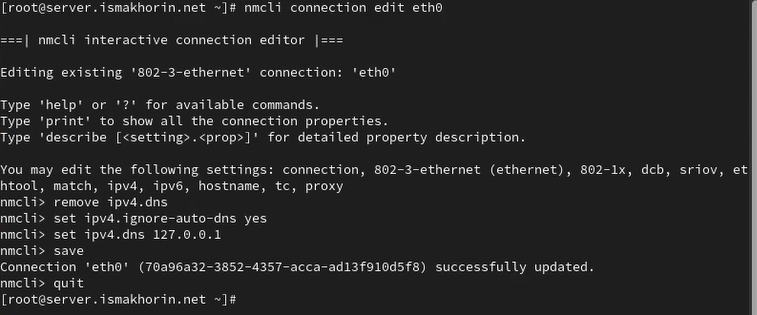 [root@server.ismakhorin.net ~]# nmcli connection edit eth0
===| nmcli interactive connection editor |===
Editing existing '802-3-ethernet' connection: 'eth0'
Type 'help' or '?' for available commands.
Type 'print' to show all the connection properties.
Type 'describe [<setting>.<prop>]' for detailed property description.
You may edit the following settings: connection, 802-3-ethernet (ethernet), 802-1x, dcb, sriov, et
htool, match, ipv4, ipv6, hostname, tc, proxy
nmcli> remove ipv4.dns
nmcli> set ipv4.ignore-auto-dns yes
nmcli> set ipv4.dns 127.0.0.1
nmcli> save
Connection 'eth0' (70a96a32-3852-4357-acca-ad13f910d5f8) successfully updated.
nmcli> quit
[root@server.ismakhorin.net ~]#